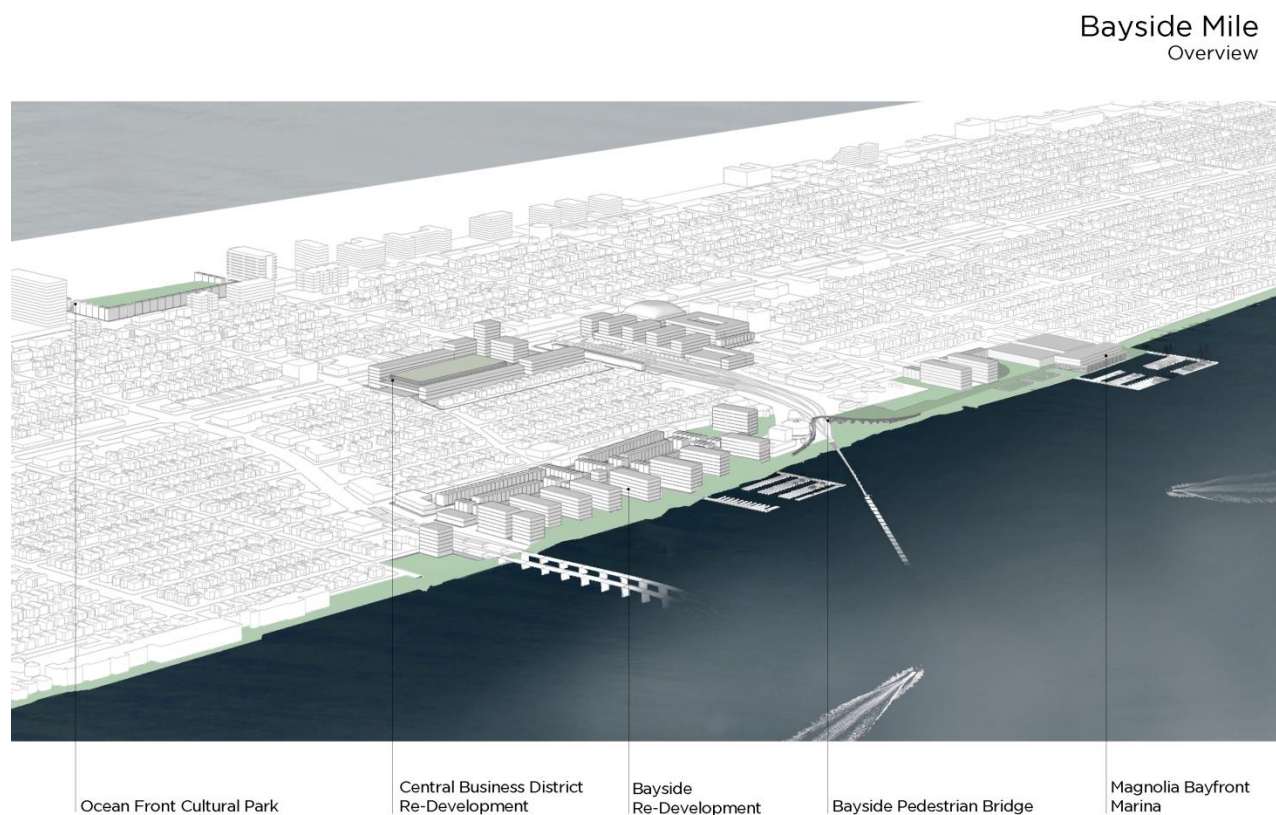 Bayside Mile
Overview
Ocean Front Cultural Park
Central Business District
Re-Development
Bayside
Re-Development
Bayside Pedestrian Bridge
Magnolia Bayfront
Marina